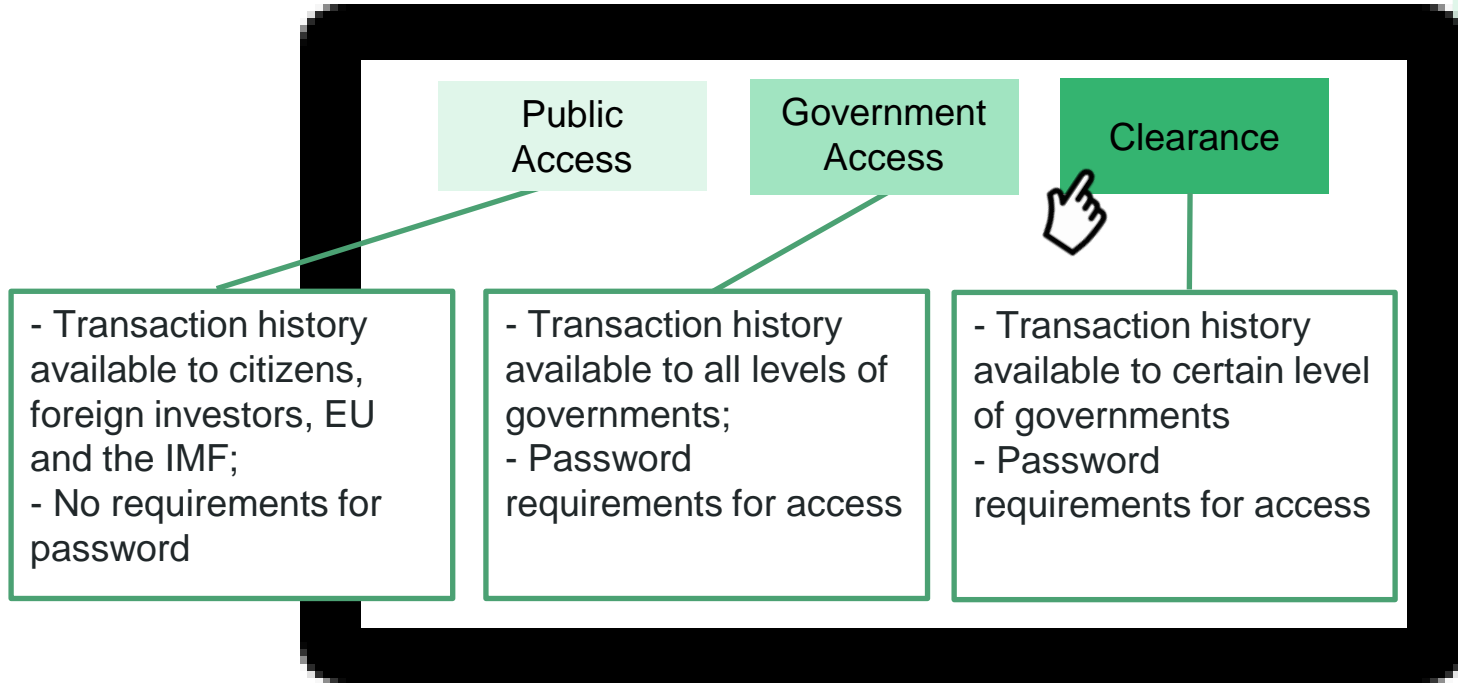 Public
Access
Government
Access
Clearance
- Transaction history
available to citizens,
foreign investors, EU
and the IMF;
- No requirements for
password
- Transaction history
available to all levels of
governments;
- Password
requirements for access
- Transaction history
available to certain level
of governments
- Password
requirements for access